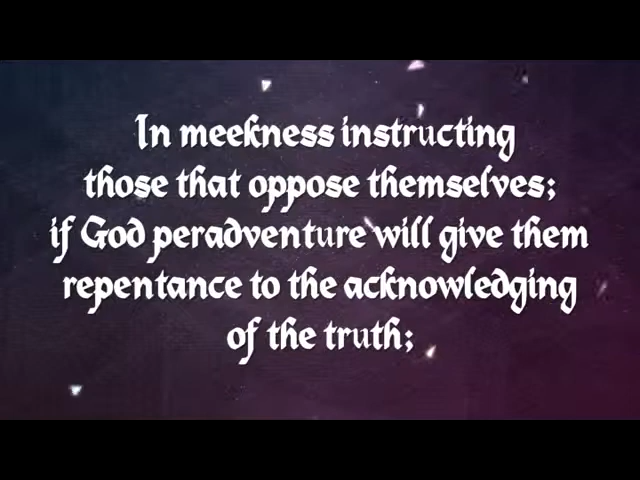 In meekness instructing
those that oppose themselves;
if God peradventure will give them
repentance to the acknowledging
of the truth;